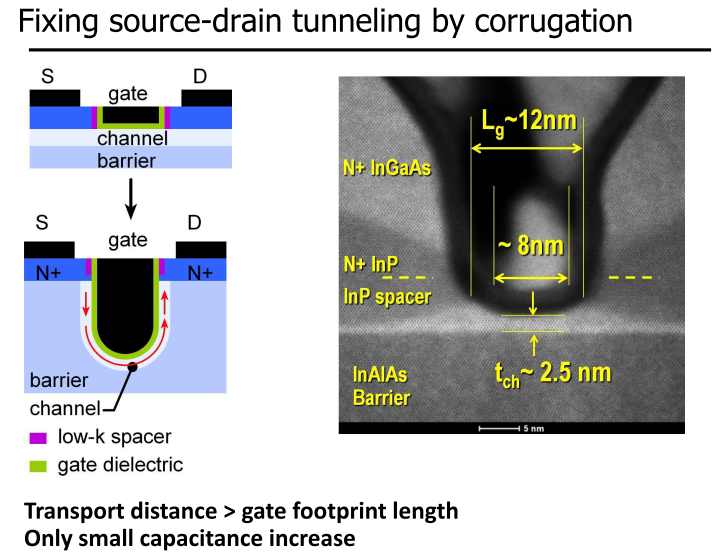 Fixing source-drain tunneling by corrugation
S
gate
D
channel
barrier
S
gate
D
N+
N+
barrier
channel
low-k spacer
gate dielectric
Lg~12nm
N+ InGaAs
~ 8nm
N+ InP
InP spacer
tch~ 2.5 nm
InAlAs
Barrier
5 nm
Transport distance > gate footprint length
Only small capacitance increase